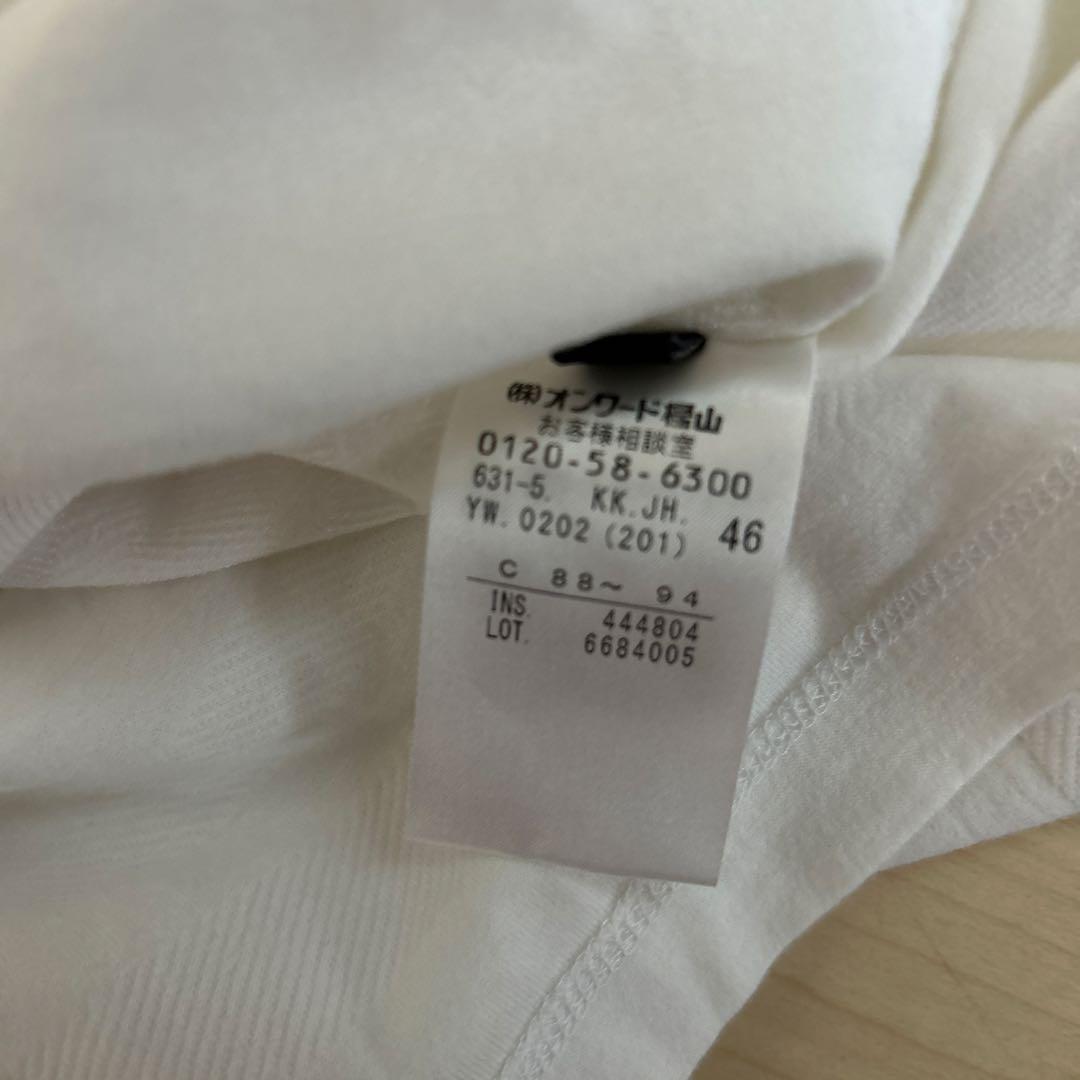 (株)オンワード樫山
お客様相談室
0120-58-6300
631-5. KK.JH.
YW.0202(201) 46
C 88～ 94
INS. 444804
LOT. 6684005